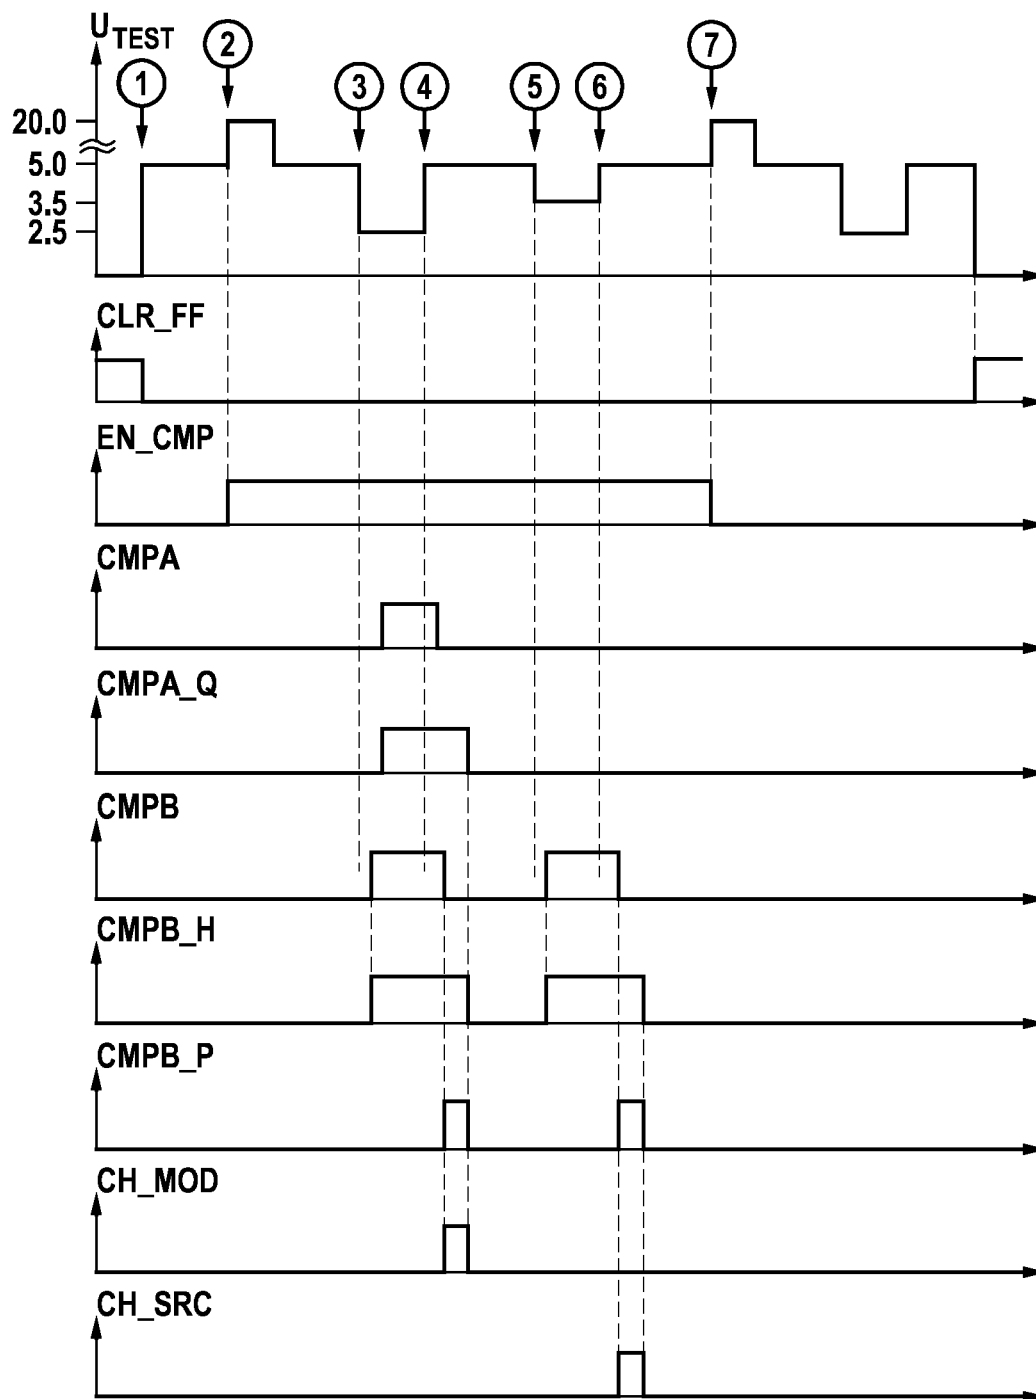 U_TEST
1
2
3
4
5
6
7
20.0
5.0
3.5
2.5
CLR_FF
EN_CMP
CMPA
CMPA_Q
CMPB
CMPB_H
CMPB_P
CH_MOD
CH_SRC